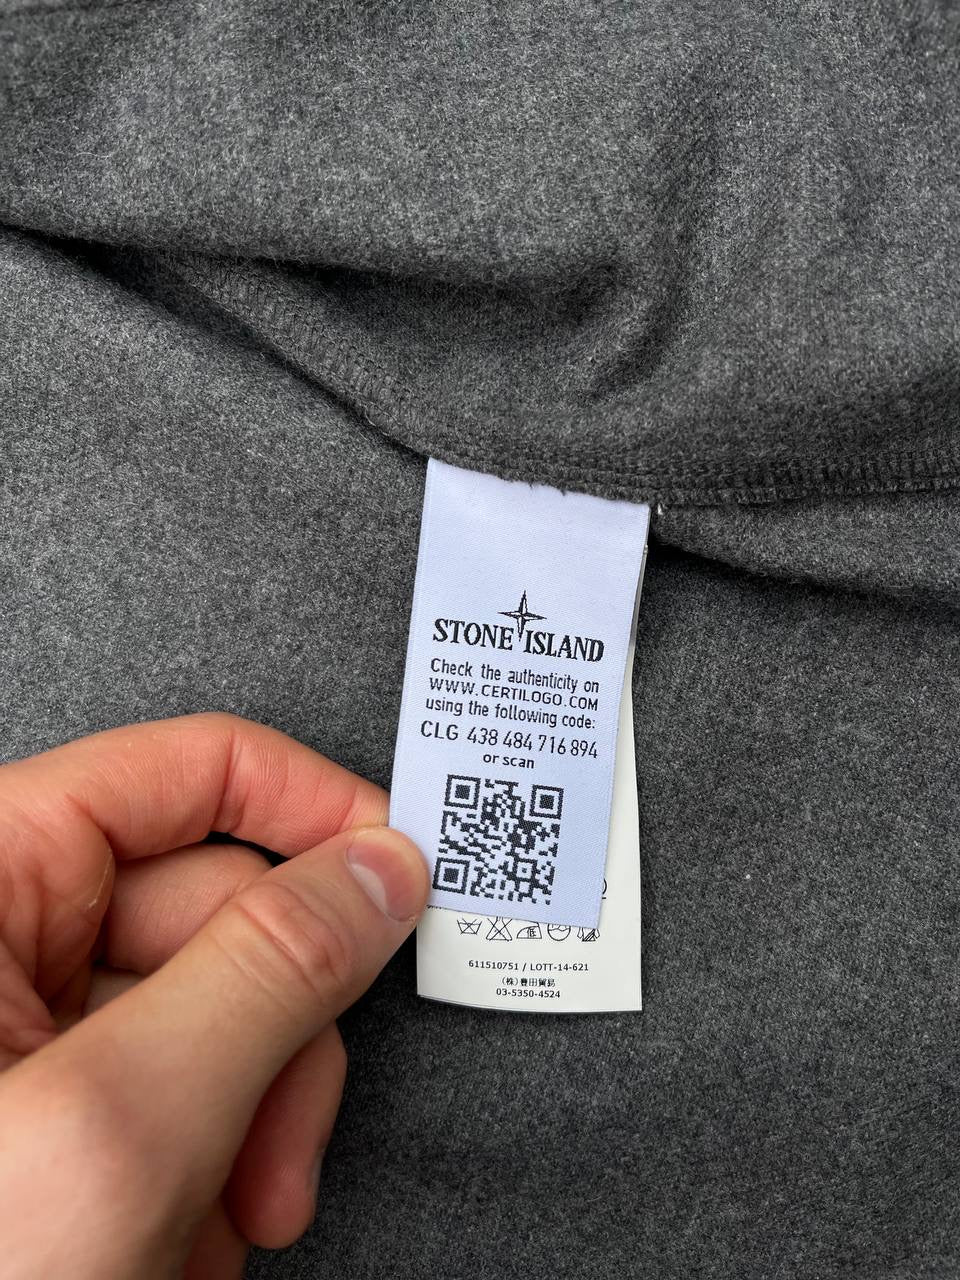 STONE ISLAND
Check the authenticity on
WWW.CERTILOGO.COM
using the following code:
CLG 438 484 716 894
or scan
低
611510751 / LOTT-14-621
(株)豊田貿易
03-5350-4524